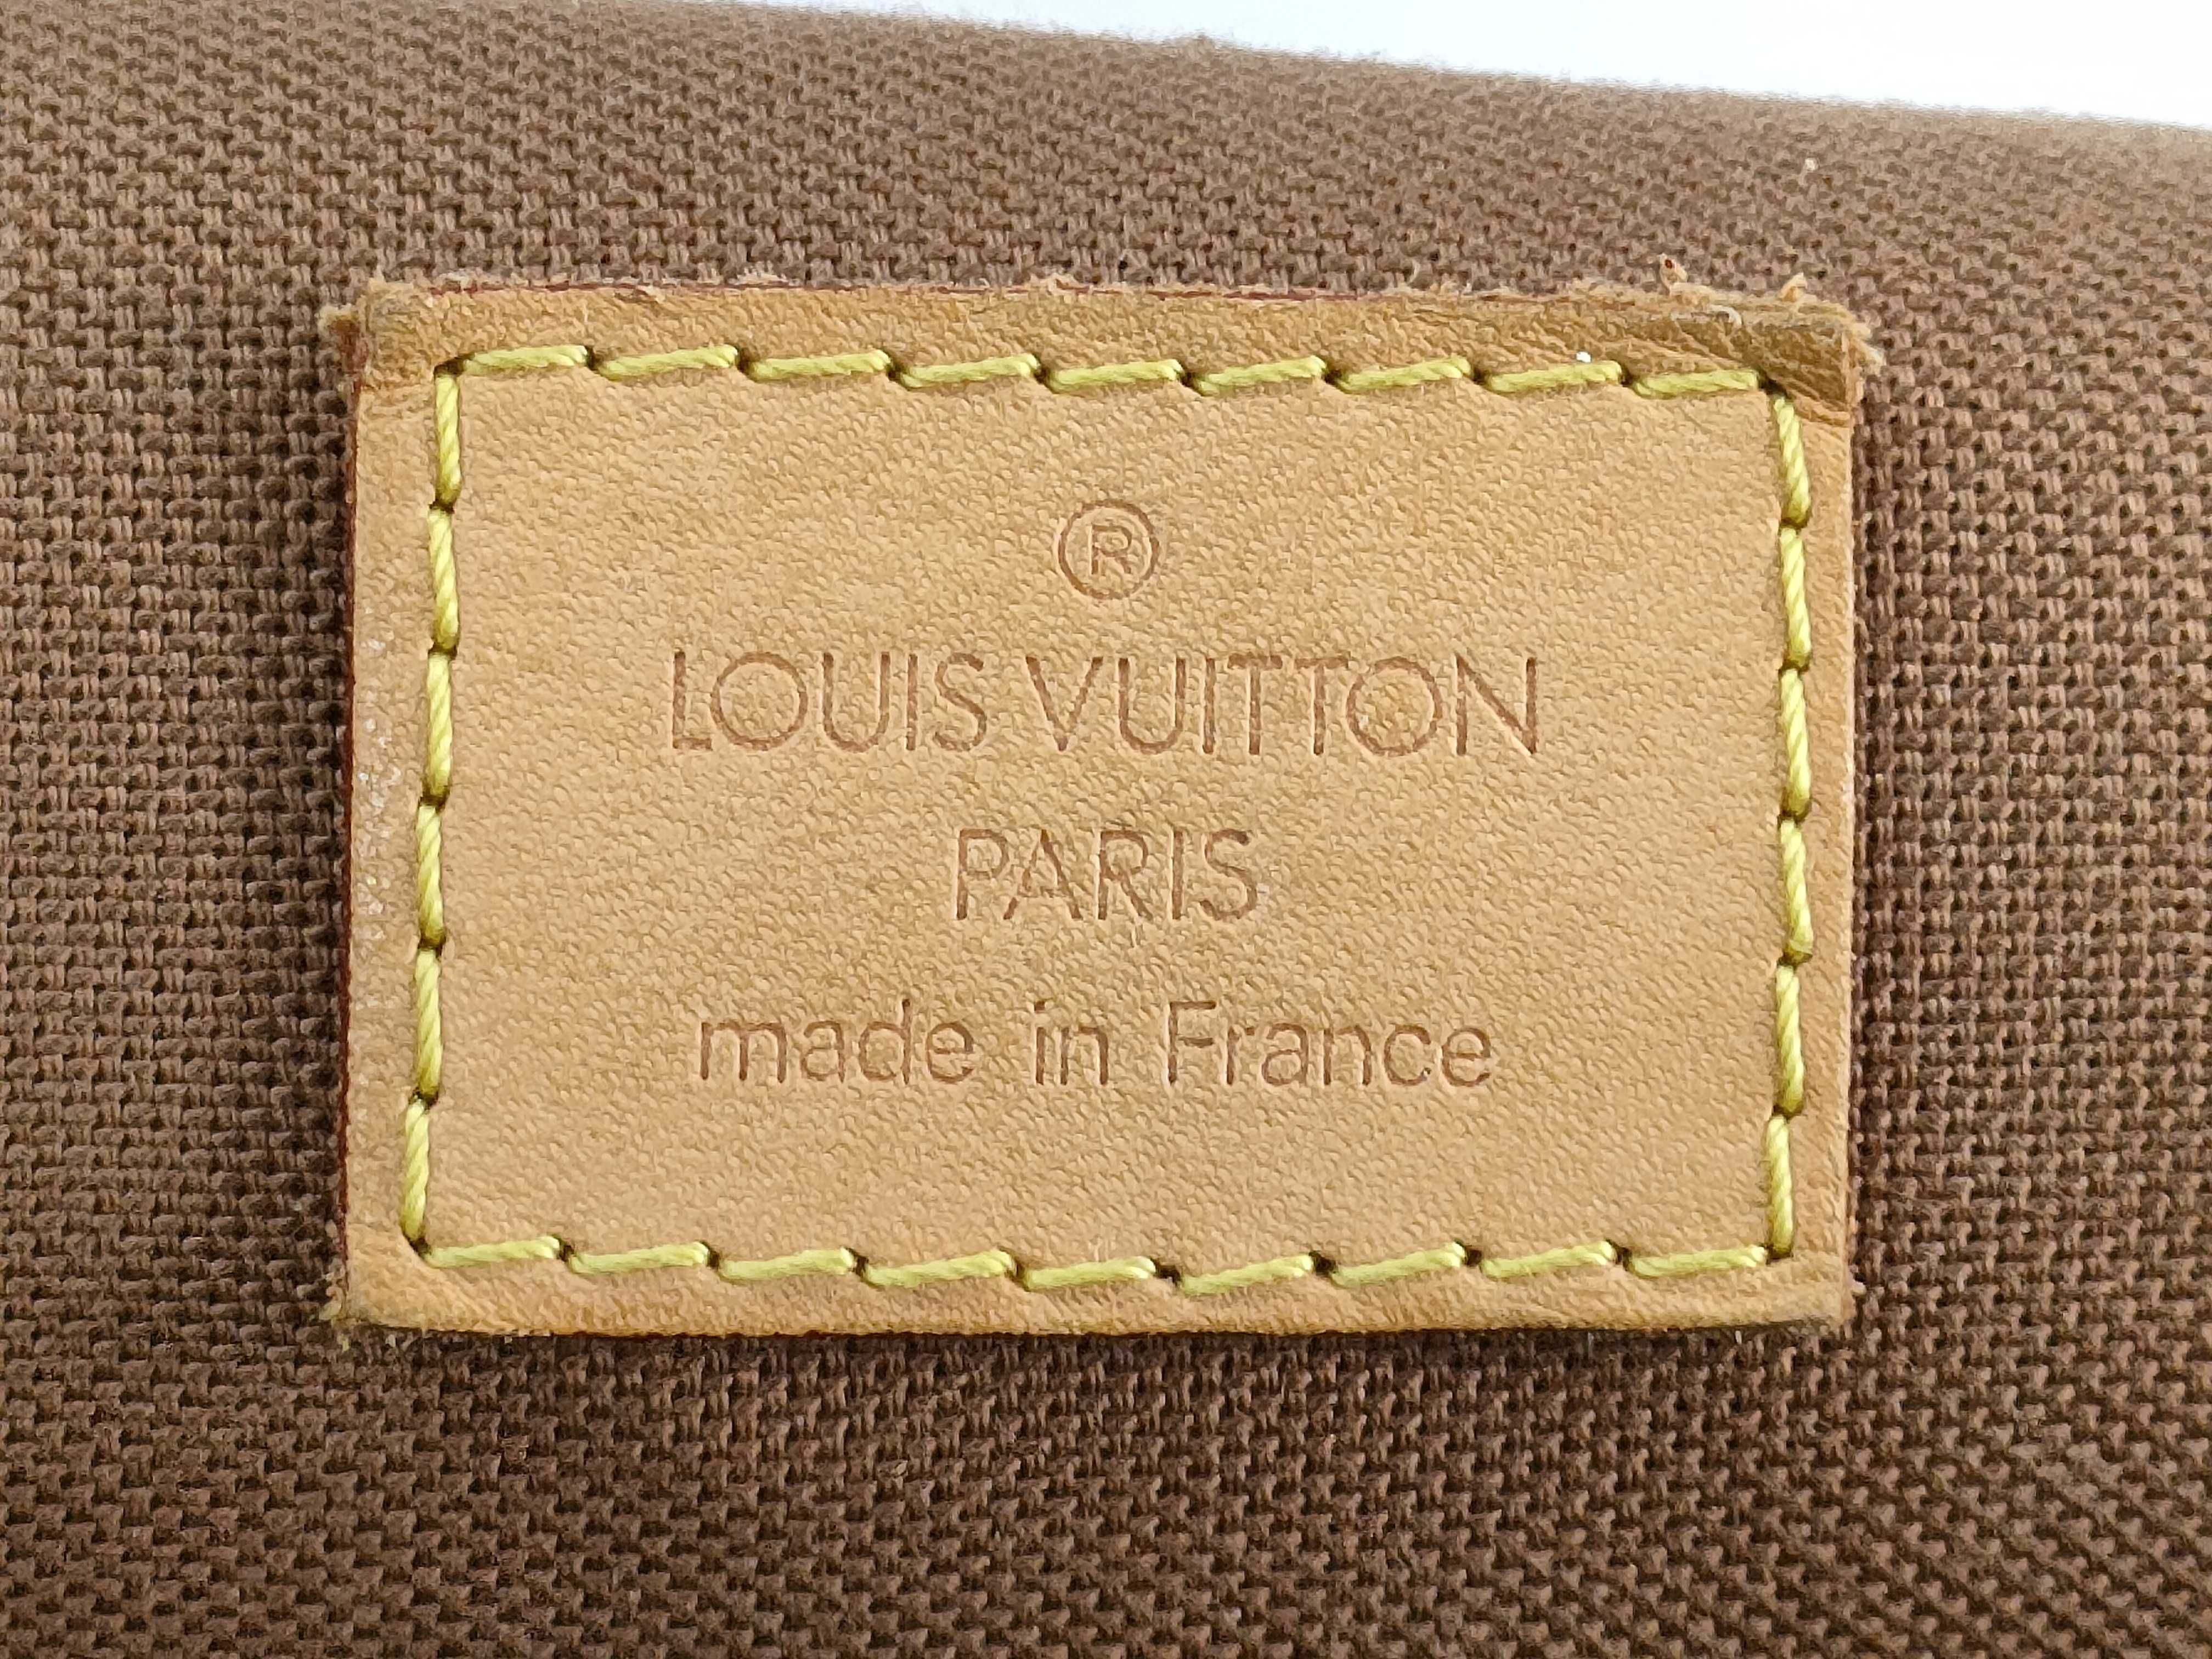 ®
LOUIS VUITTON
PARIS
made in France